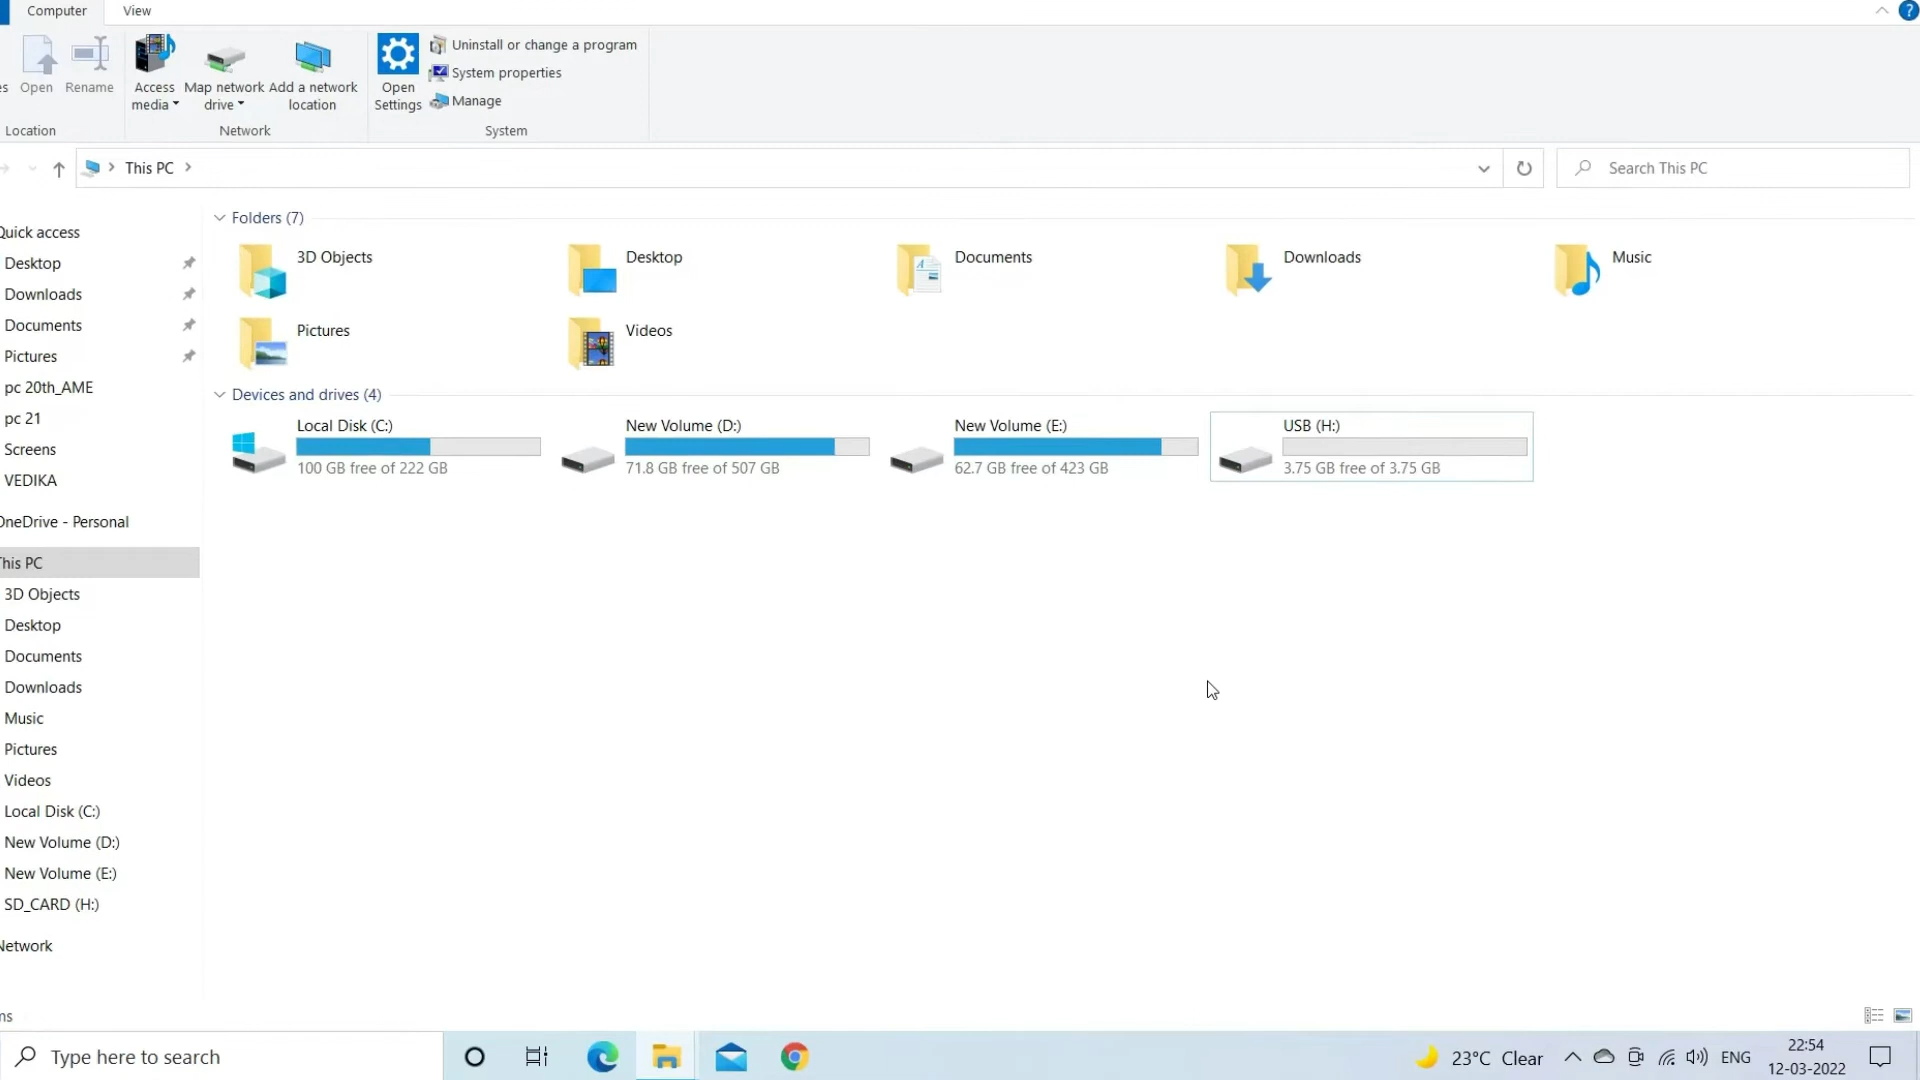 Computer
View
?
es
Open
Rename
Access
media
Map network
drive
Add a network
location
Open
Settings
Uninstall or change a program
System properties
Manage
Location
Network
System
This PC
Search This PC
Quick access
Desktop
Downloads
Documents
Pictures
pc 20th_AME
pc 21
Screens
VEDIKA
OneDrive - Personal
This PC
3D Objects
Desktop
Documents
Downloads
Music
Pictures
Videos
Local Disk (C:)
New Volume (D:)
New Volume (E:)
SD_CARD (H:)
Network
Folders (7)
3D Objects
Desktop
Documents
Downloads
Music
Pictures
Videos
Devices and drives (4)
Local Disk (C:)
100 GB free of 222 GB
New Volume (D:)
71.8 GB free of 507 GB
New Volume (E:)
62.7 GB free of 423 GB
USB (H:)
3.75 GB free of 3.75 GB
ms
Type here to search
23°C Clear
ENG
22:54
12-03-2022